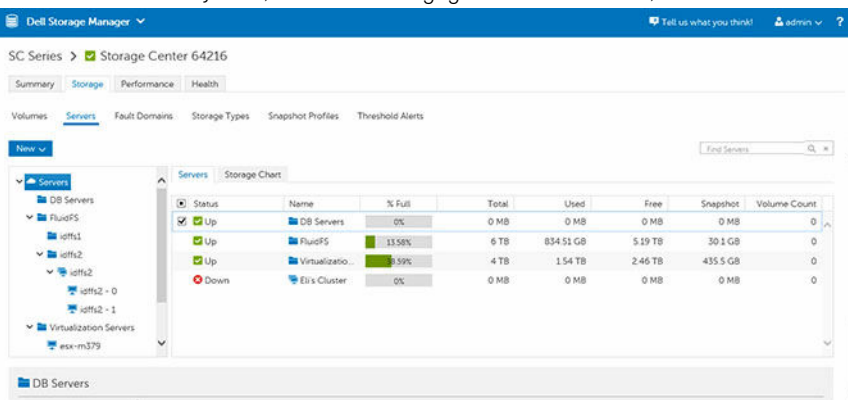 Dell Storage Manager
Tell us what you think! admin ?
SC Series > Storage Center 64216
Summary Storage Performance Health
Volumes Servers Fault Domains Storage Types Snapshot Profiles Threshold Alerts
New Find Servers
Servers Servers Storage Chart
DB Servers Status Name % Full Total Used Free Snapshot Volume Count
FluidFS Up DB Servers 0% 0 MB 0 MB 0 MB 0 MB 0
idffs1 Up FluidFS 13.58% 6 TB 834.51 GB 5.19 TB 30.1 GB 0
idffs2 Up Virtualizatio... 38.59% 4 TB 1.54 TB 2.46 TB 435.5 GB 0
idffs2 Down Eli's Cluster 0% 0 MB 0 MB 0 MB 0 MB 0
idffs2 - 0
idffs2 - 1
Virtualization Servers
esx-m379
DB Servers